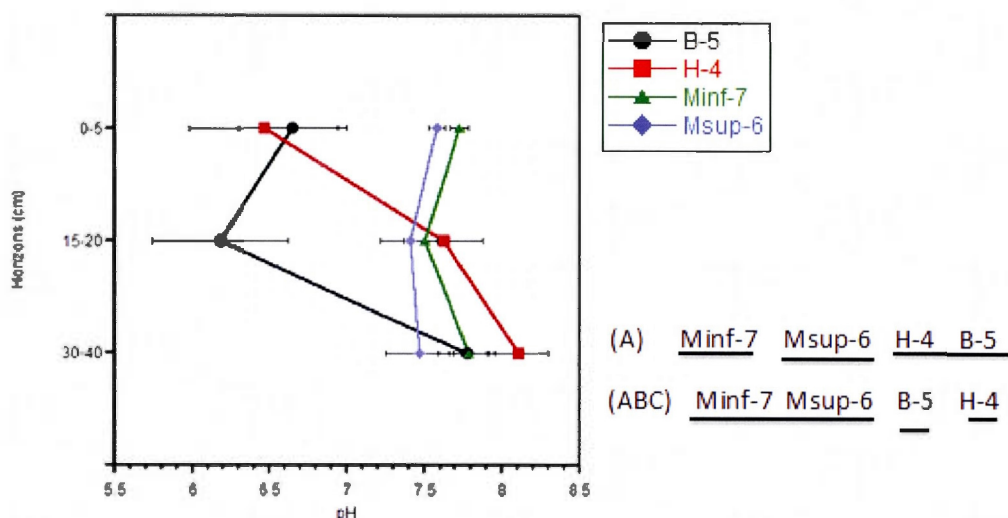 B-5
H-4
Minf-7
Msup-6
0-5
15-20
30-40
Horizons (cm)
5.5 6 6.5 7 7.5 8 8.5
pH
(A) Minf-7 Msup-6 H-4 B-5
(ABC) Minf-7 Msup-6 B-5 H-4